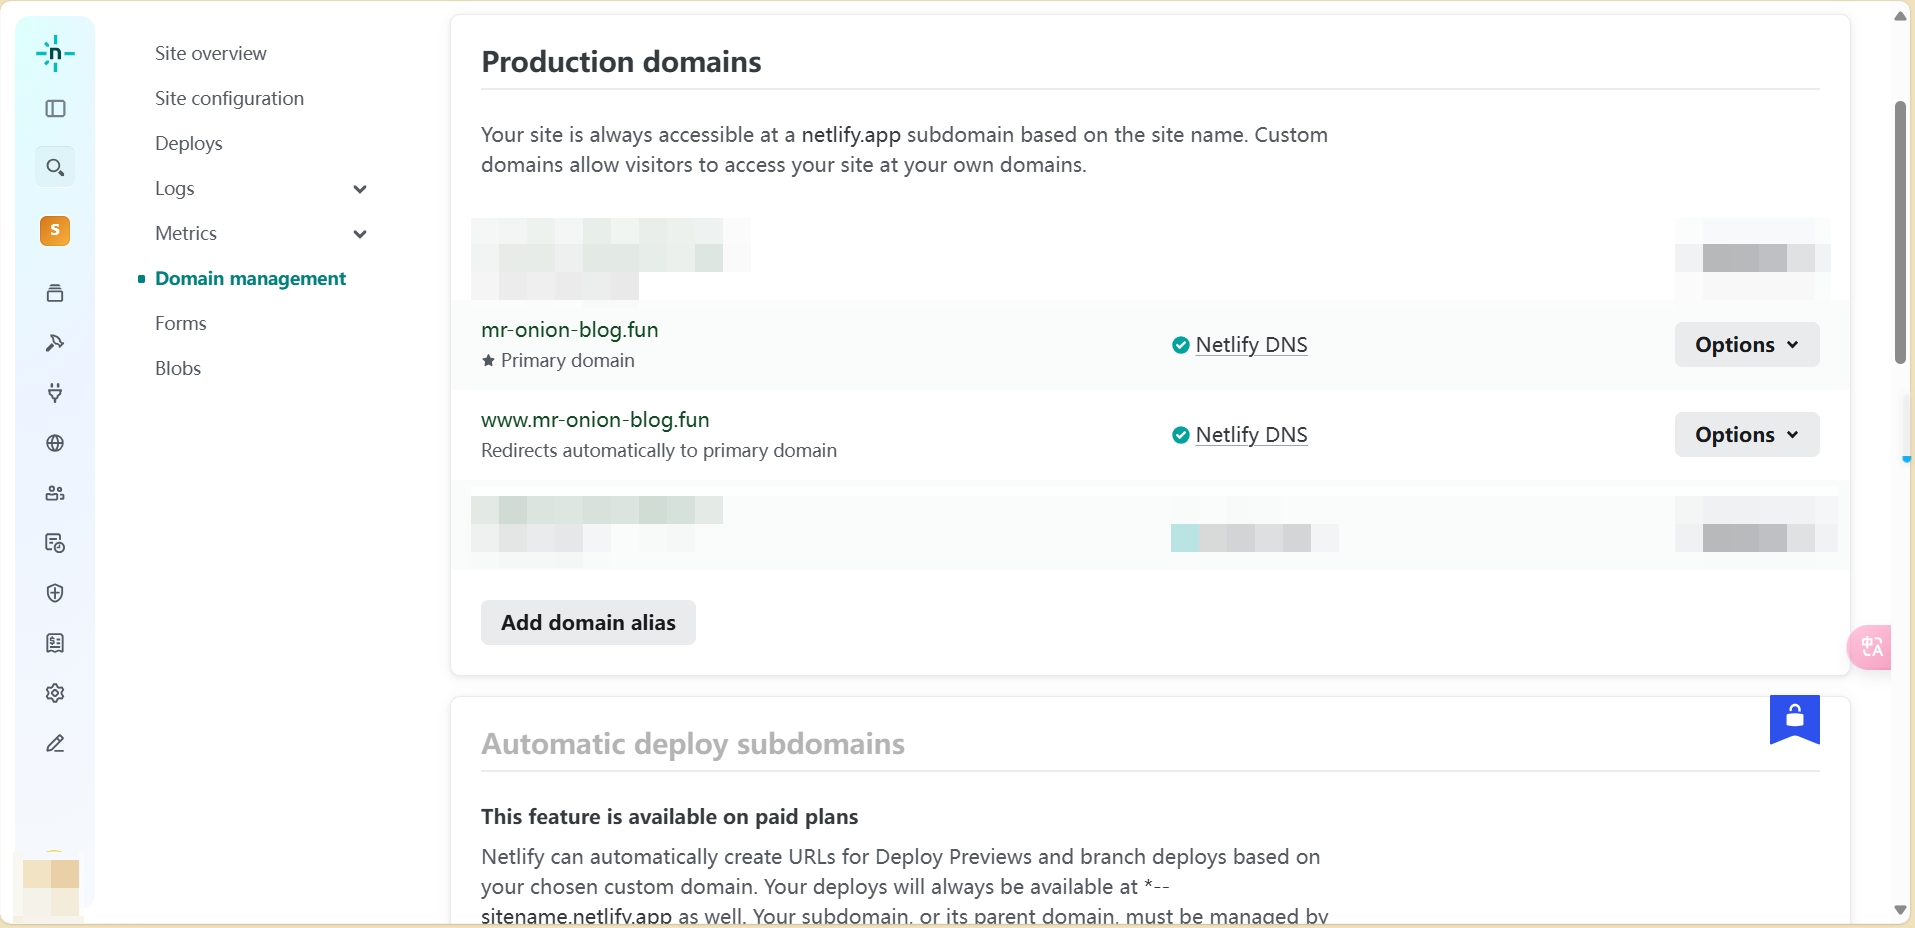 n
Site overview
Site configuration
Deploys
Logs
Metrics
Domain management
Forms
Blobs
S
Production domains
Your site is always accessible at a netlify.app subdomain based on the site name. Custom
domains allow visitors to access your site at your own domains.
mr-onion-blog.fun
Primary domain
Netlify DNS
Options
www.mr-onion-blog.fun
Redirects automatically to primary domain
Netlify DNS
Options
Add domain alias
中A
Automatic deploy subdomains
This feature is available on paid plans
Netlify can automatically create URLs for Deploy Previews and branch deploys based on
your chosen custom domain. Your deploys will always be available at *--
sitename.netlify.app as well. Your subdomain, or its parent domain, must be managed by